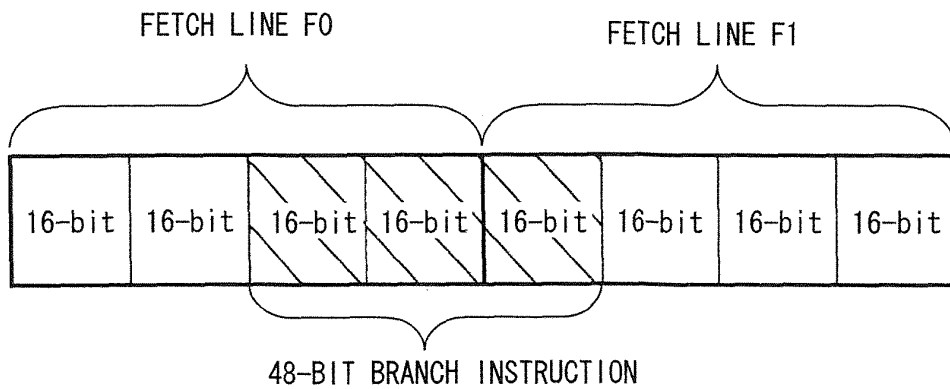 FETCH LINE F0
FETCH LINE F1
16-bit 16-bit 16-bit 16-bit 16-bit 16-bit 16-bit 16-bit
48-BIT BRANCH INSTRUCTION